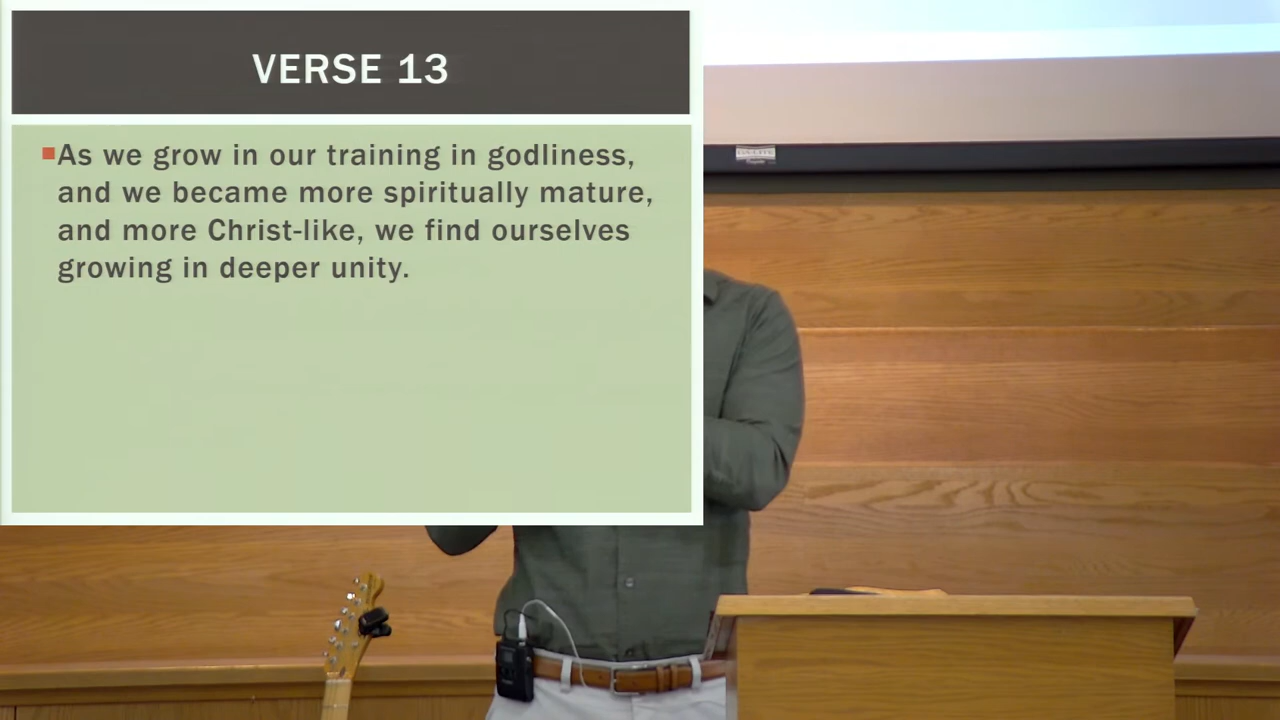 VERSE 13
As we grow in our training in godliness,
and we became more spiritually mature,
and more Christ-like, we find ourselves
growing in deeper unity.